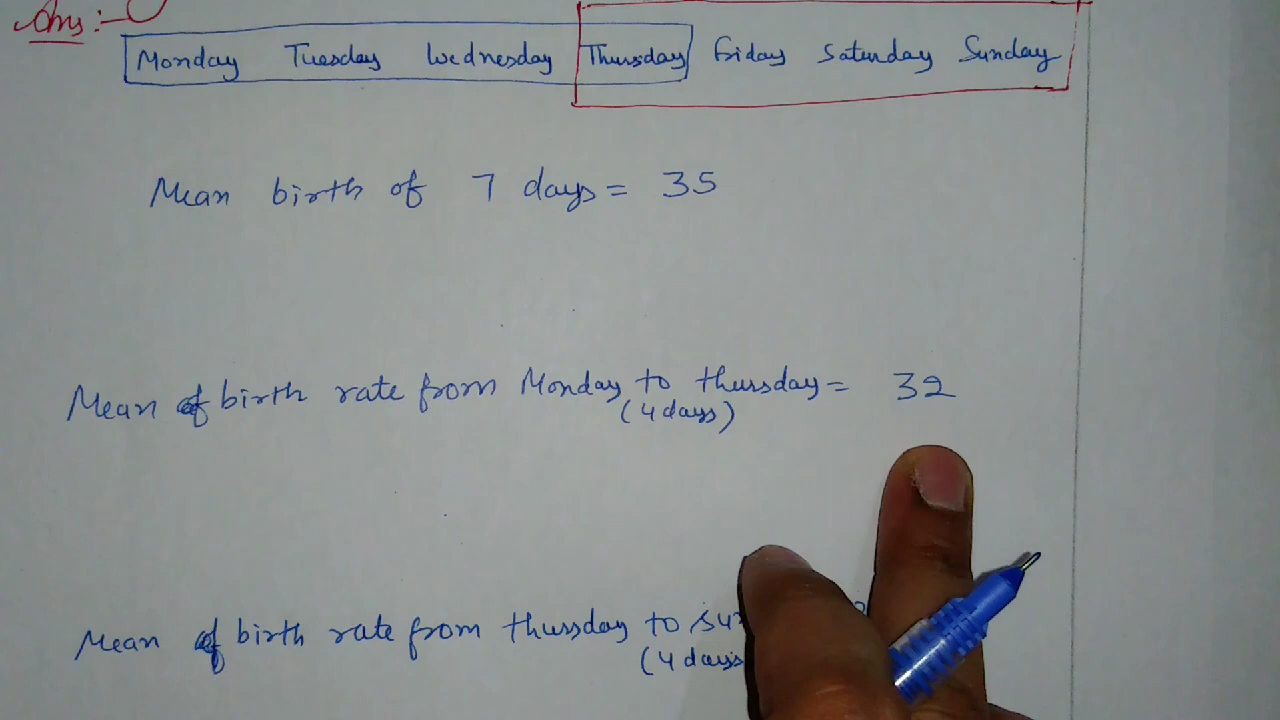 Ans :-
Monday Tuesday Wednesday Thursday Friday Saturday Sunday
Mean birth of 7 days = 35
Mean of birth rate from Monday to thursday = 32
(4 days)
Mean of birth rate from thursday to
(4 days